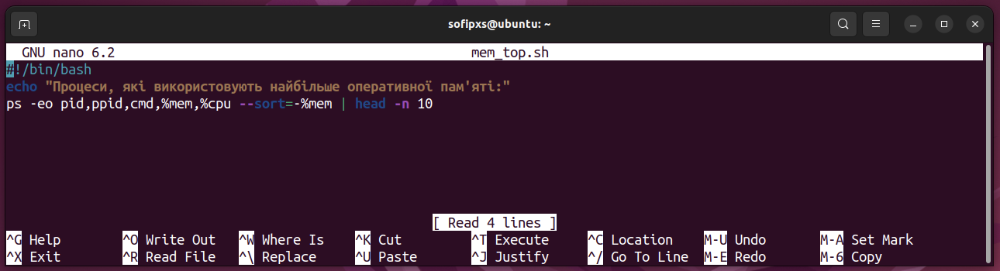 sofipxs@ubuntu: ~
GNU nano 6.2 mem_top.sh
#!/bin/bash
echo "Процеси, які використовують найбільше оперативної пам'яті:"
ps -eo pid,ppid,cmd,%mem,%cpu --sort=-%mem | head -n 10
[ Read 4 lines ]
^G Help ^O Write Out ^W Where Is ^K Cut ^T Execute ^C Location M-U Undo M-A Set Mark
^X Exit ^R Read File ^\ Replace ^U Paste ^J Justify ^/ Go To Line M-E Redo M-6 Copy